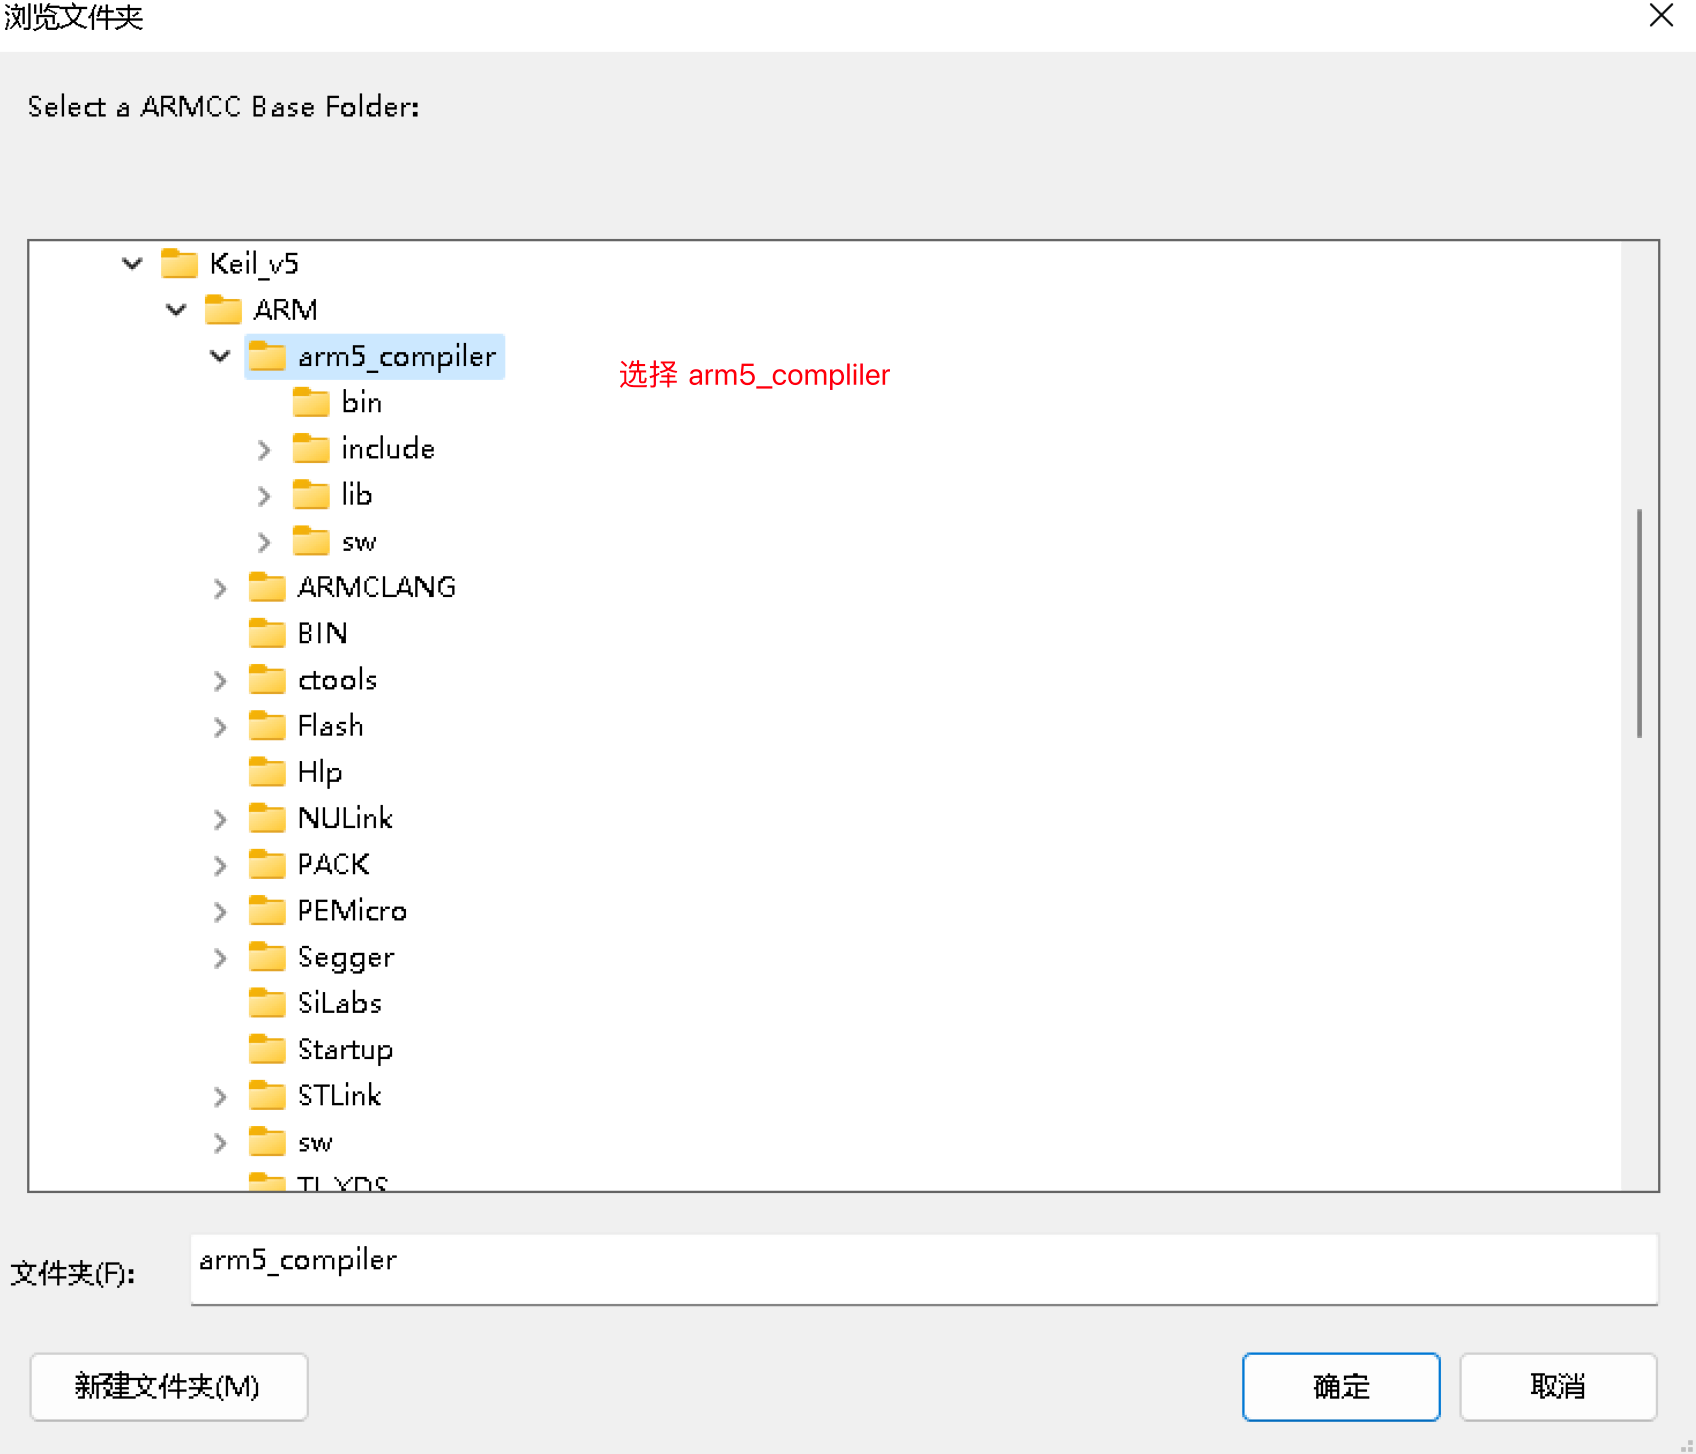 浏览文件夹
Select a ARMCC Base Folder:
Keil_v5
ARM
arm5_compiler
选择 arm5_compliler
bin
include
lib
sw
ARMCLANG
BIN
ctools
Flash
Hlp
NULink
PACK
PEMicro
Segger
SiLabs
Startup
STLink
sw
文件夹(F):
arm5_compiler
新建文件夹(M)
确定
取消